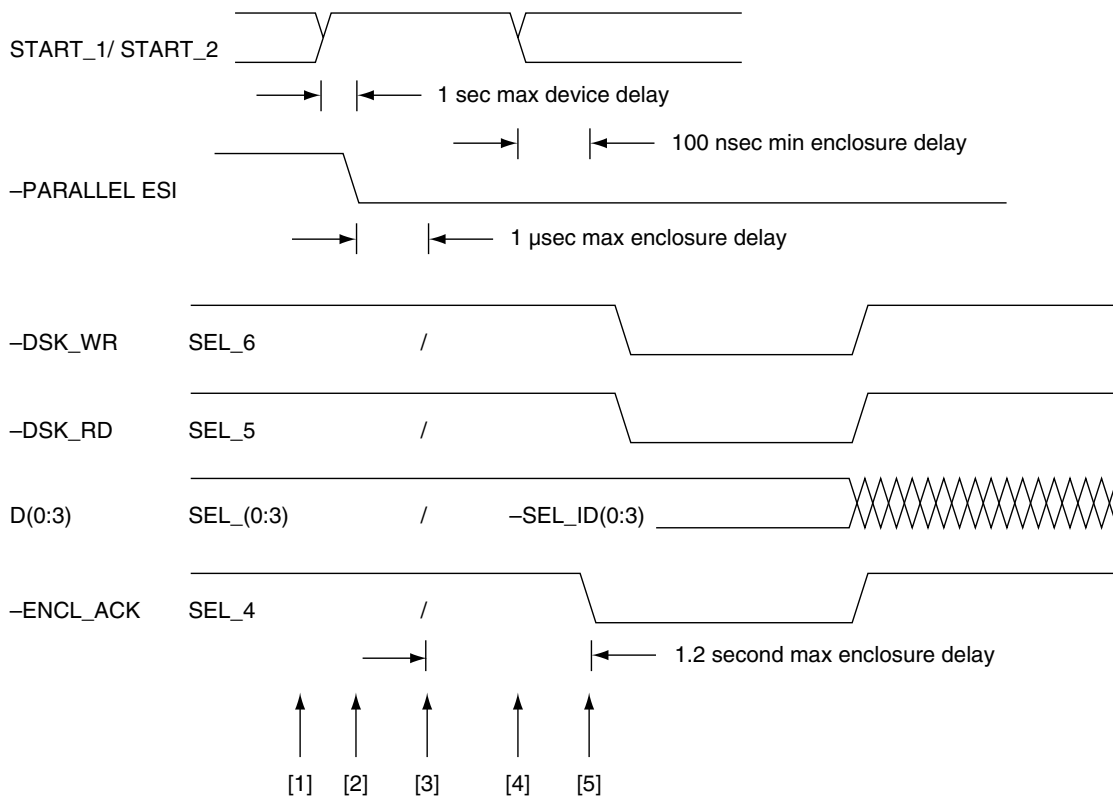 START_1/ START_2
1 sec max device delay
100 nsec min enclosure delay
–PARALLEL ESI
1 µsec max enclosure delay
–DSK_WR SEL_6 /
–DSK_RD SEL_5 /
D(0:3) SEL_(0:3) / –SEL_ID(0:3)
–ENCL_ACK SEL_4 /
1.2 second max enclosure delay
[1] [2] [3] [4] [5]